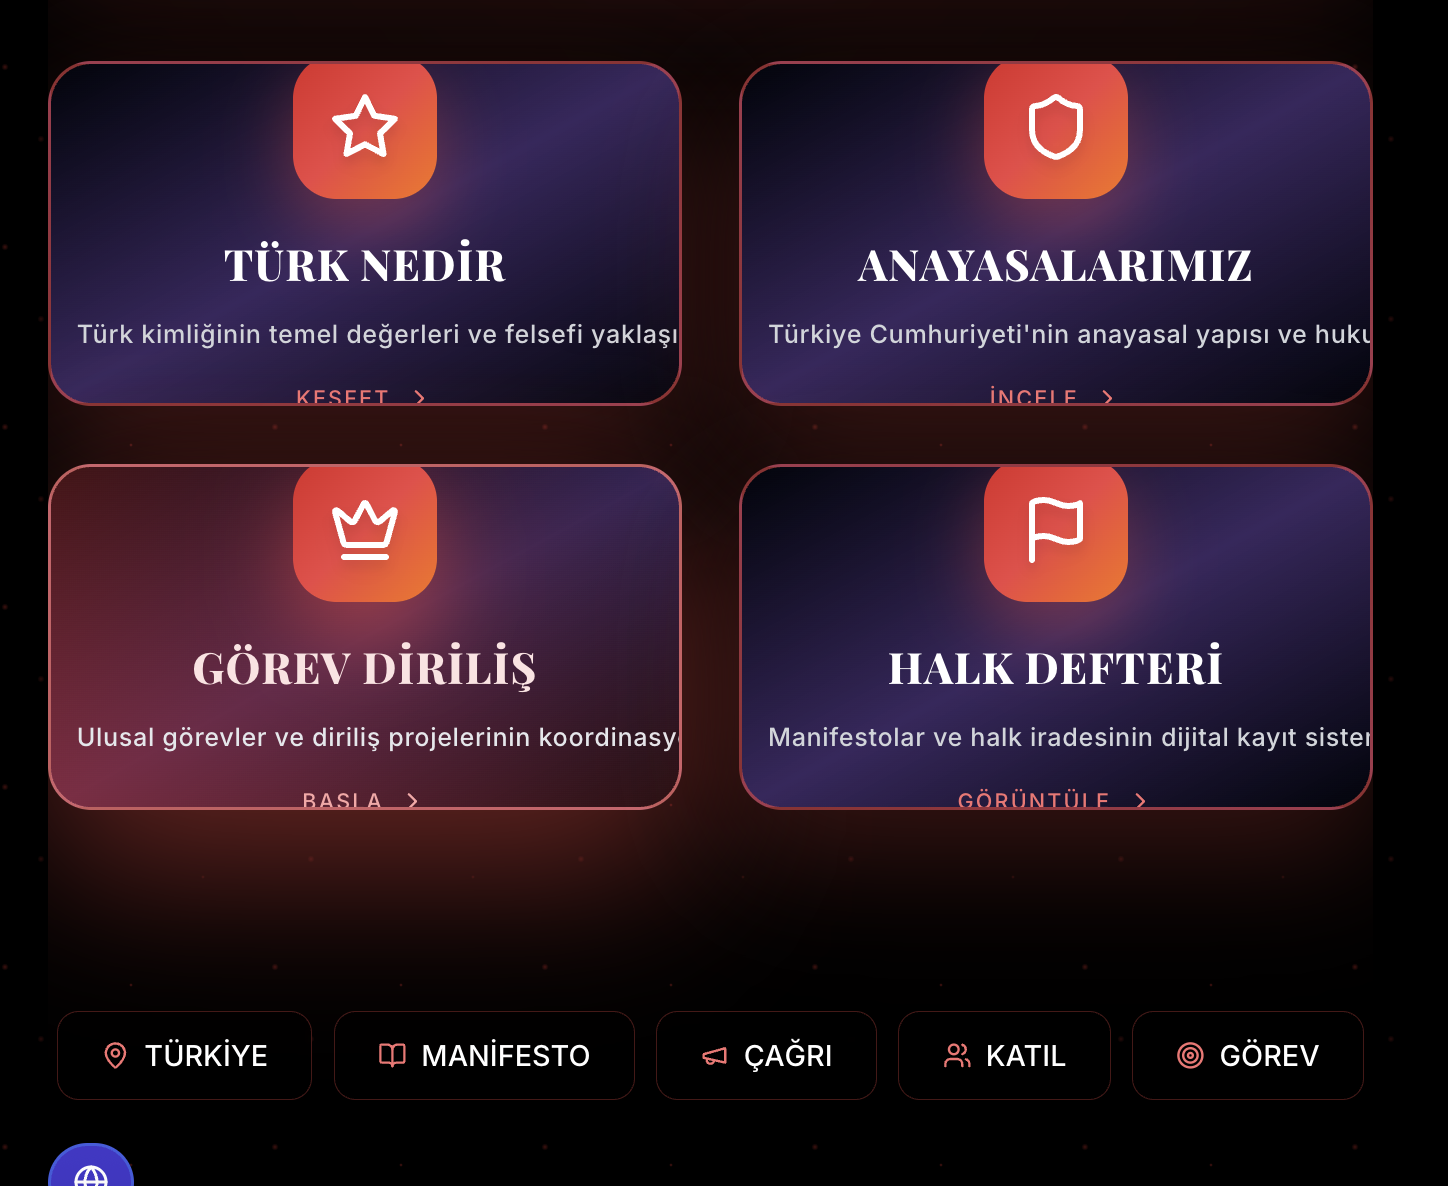 TÜRK NEDİR
Türk kimliğinin temel değerleri ve felsefi yaklaşı
KEŞFET
ANAYASALARIMIZ
Türkiye Cumhuriyeti'nin anayasal yapısı ve huku
İNCELE
GÖREV DİRİLİŞ
Ulusal görevler ve diriliş projelerinin koordinasy
BAŞLA
HALK DEFTERİ
Manifestolar ve halk iradesinin dijital kayıt sister
GÖRÜNTÜLE
TÜRKİYE
MANİFESTO
ÇAĞRI
KATIL
GÖREV